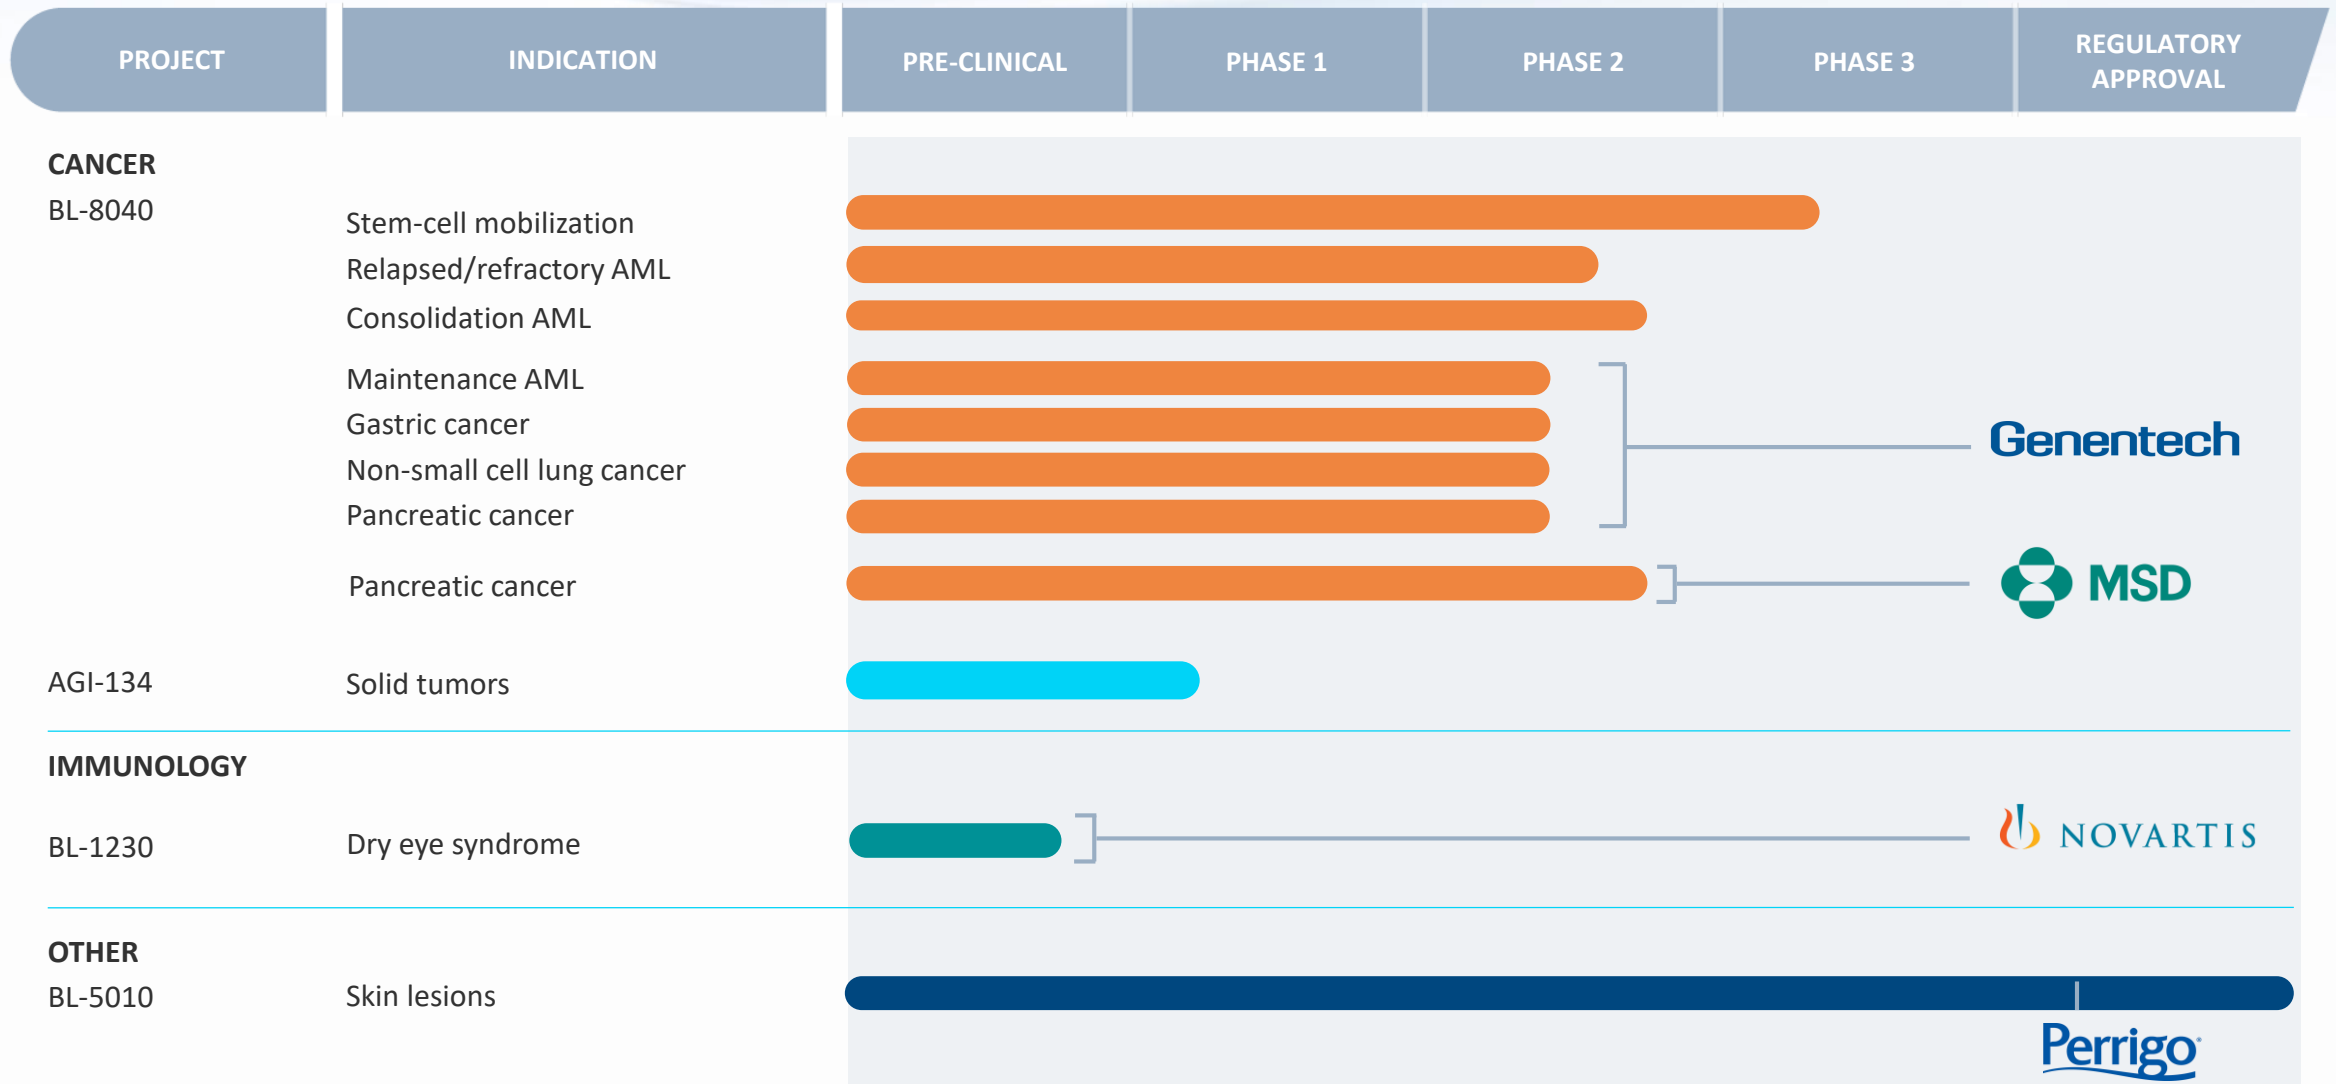 PROJECT
INDICATION
PRE-CLINICAL
PHASE 1
PHASE 2
PHASE 3
REGULATORY
APPROVAL
CANCER
BL-8040
Stem-cell mobilization
Relapsed/refractory AML
Consolidation AML
Maintenance AML
Gastric cancer
Non-small cell lung cancer
Pancreatic cancer
Genentech
Pancreatic cancer
MSD
AGI-134
Solid tumors
IMMUNOLOGY
BL-1230
Dry eye syndrome
NOVARTIS
OTHER
BL-5010
Skin lesions
Perrigo